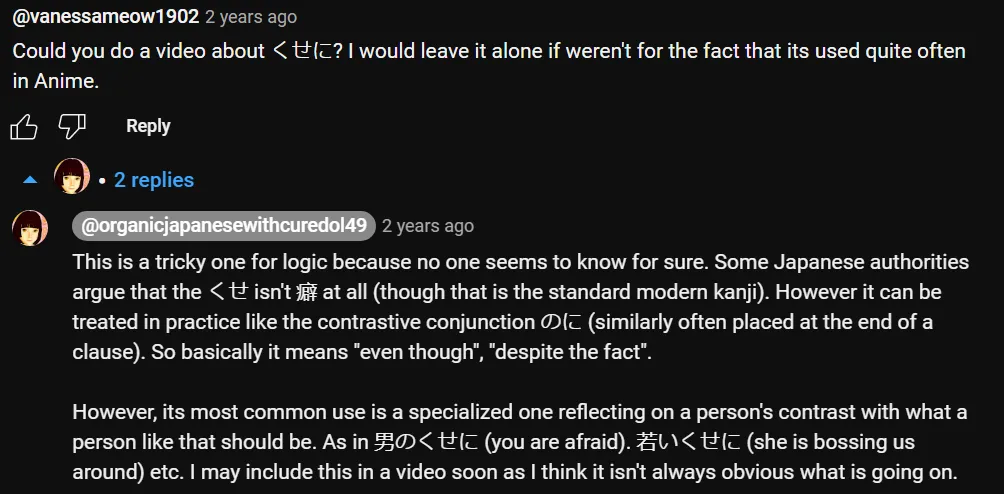 @vanessameow1902 2 years ago
Could you do a video about くせに? I would leave it alone if weren't for the fact that its used quite often
in Anime.
Reply
• 2 replies
@organicjapanesewithcuredol49 2 years ago
This is a tricky one for logic because no one seems to know for sure. Some Japanese authorities
argue that the くせ isn't 癖 at all (though that is the standard modern kanji). However it can be
treated in practice like the contrastive conjunction のに (similarly often placed at the end of a
clause). So basically it means "even though", "despite the fact".
However, its most common use is a specialized one reflecting on a person's contrast with what a
person like that should be. As in 男のくせに (you are afraid). 若いくせに (she is bossing us
around) etc. I may include this in a video soon as I think it isn't always obvious what is going on.